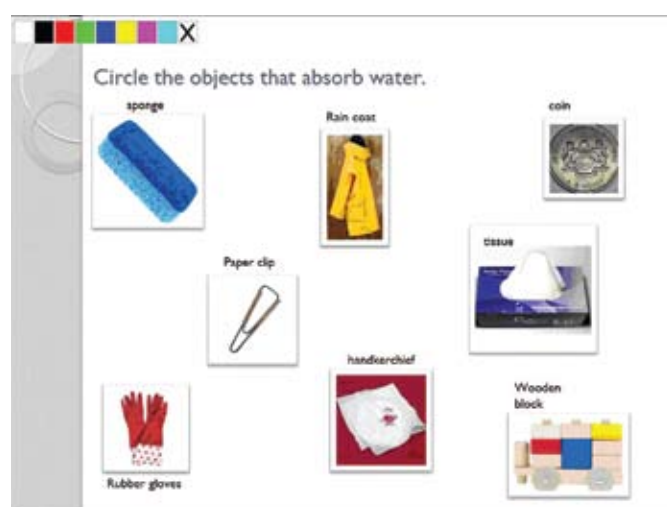 X
Circle the objects that absorb water.
sponge
Rain coat
coin
tissue
Paper clip
handkerchief
Wooden
block
Rubber gloves